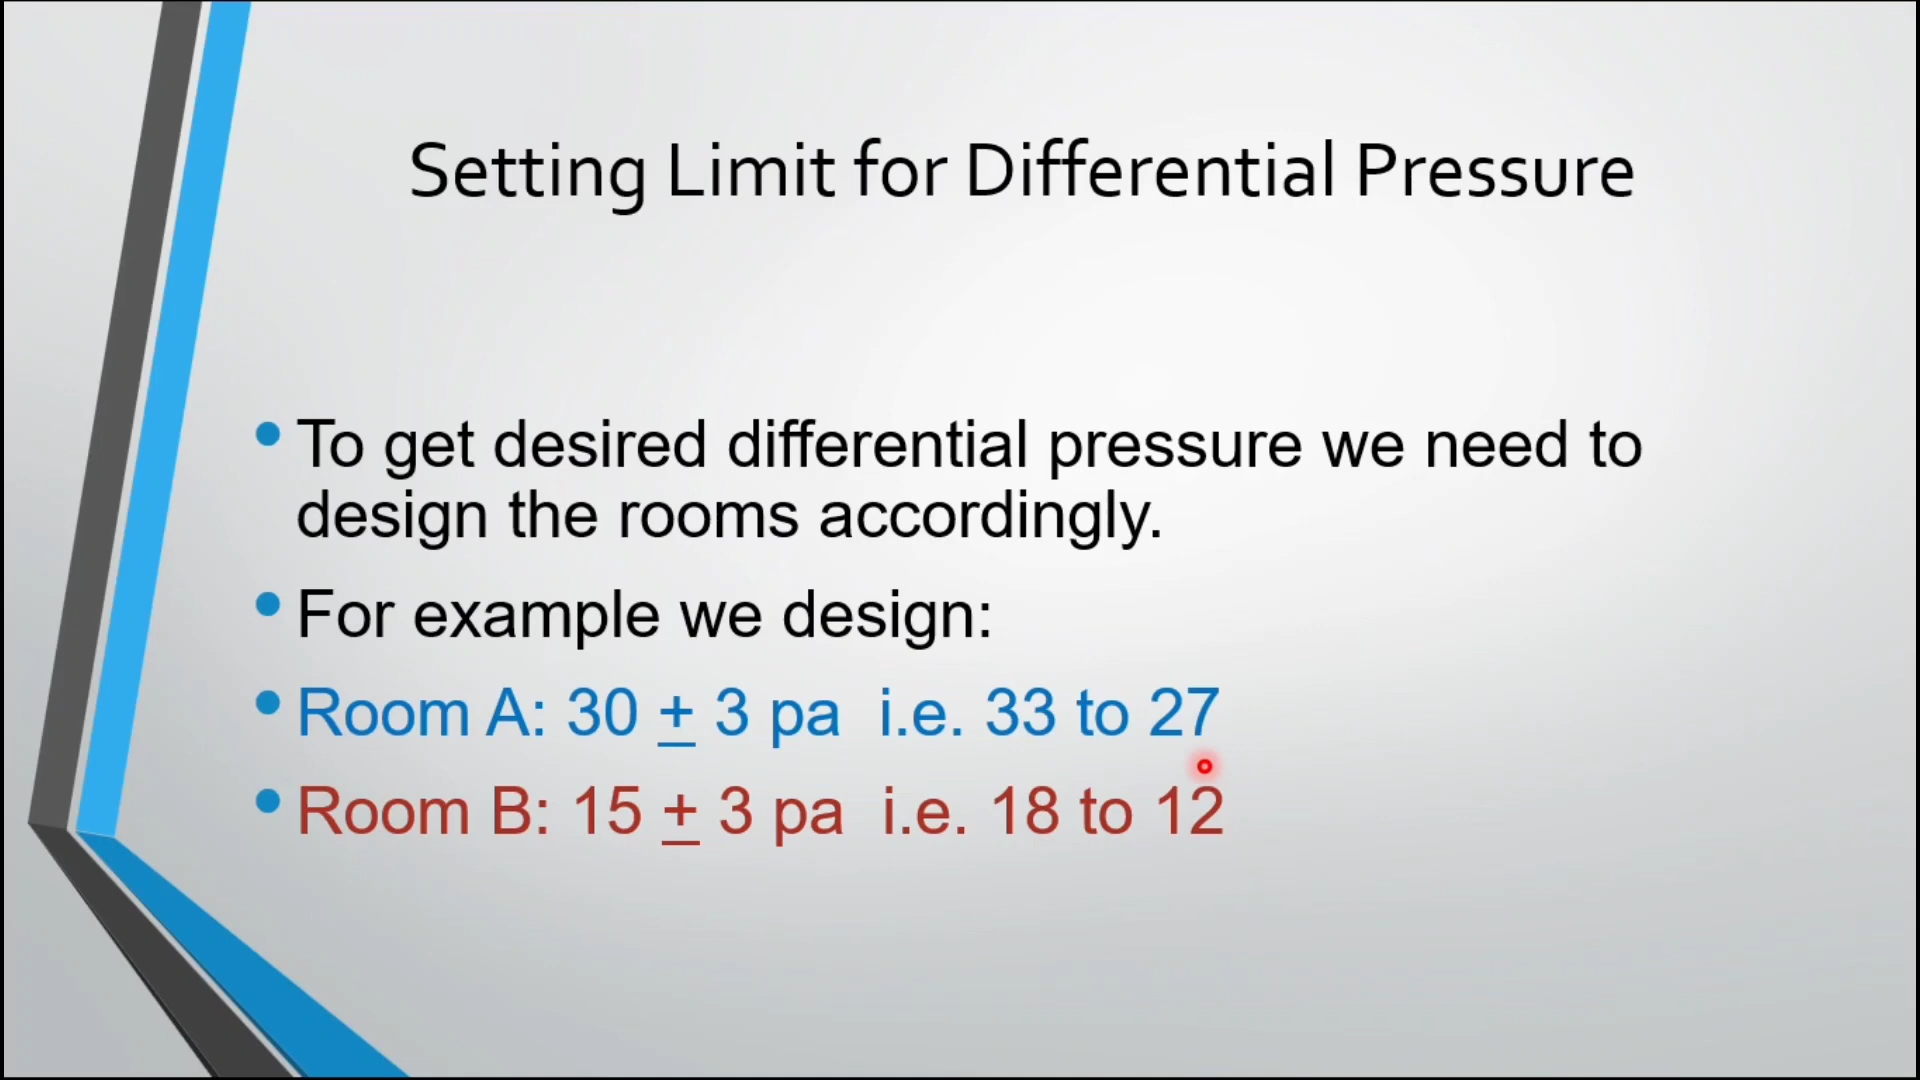 Setting Limit for Differential Pressure
• To get desired differential pressure we need to
design the rooms accordingly.
• For example we design:
• Room A: 30 ± 3 pa i.e. 33 to 27
• Room B: 15 ± 3 pa i.e. 18 to 12